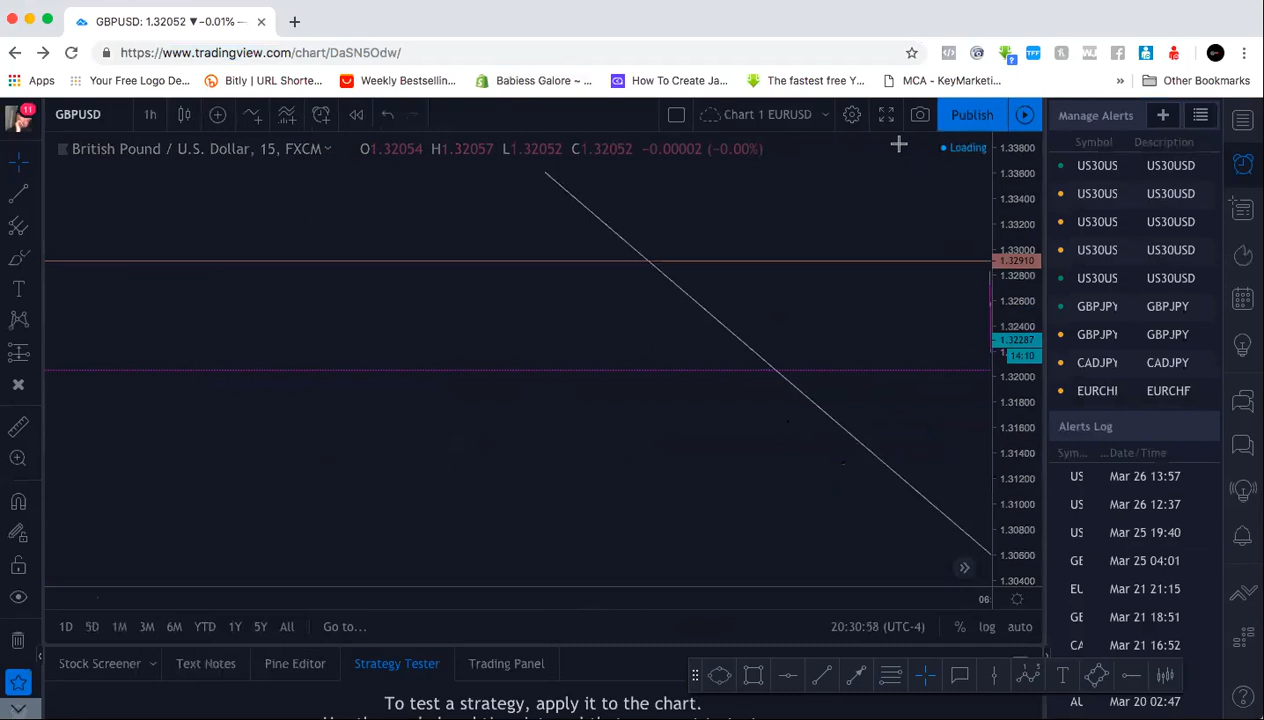 GBPUSD: 1.32052 ▼−0.01% —
https://www.tradingview.com/chart/DaSN5Odw/
Apps
Your Free Logo De...
Bitly | URL Shorte...
Weekly Bestsellin...
Babiess Galore ~ ...
How To Create Ja...
The fastest free Y...
MCA - KeyMarketi...
»
Other Bookmarks
11
GBPUSD
1h
Chart 1 EURUSD
Publish
Manage Alerts
British Pound / U.S. Dollar, 15, FXCM
O1.32054 H1.32057 L1.32052 C1.32052 −0.00002 (−0.00%)
Loading
1.33800
1.33600
1.33400
1.33200
1.33000
1.32910
1.32800
1.32600
1.32400
1.32287
14:10
1.32000
1.31800
1.31600
1.31400
1.31200
1.31000
1.30800
1.30600
1.30400
06:
Symbol Description
US30US US30USD
US30US US30USD
US30US US30USD
US30US US30USD
US30US US30USD
GBPJPY GBPJPY
GBPJPY GBPJPY
CADJPY CADJPY
EURCHI EURCHF
Alerts Log
Sym... ...Date/Time
US Mar 26 13:57
US Mar 26 12:37
US Mar 25 19:40
GE Mar 25 04:01
EU Mar 21 21:15
GE Mar 21 18:51
CA Mar 21 16:52
AU Mar 20 02:47
1D 5D 1M 3M 6M YTD 1Y 5Y All Go to...
20:30:58 (UTC-4) % log auto
Stock Screener Text Notes Pine Editor Strategy Tester Trading Panel
To test a strategy, apply it to the chart.